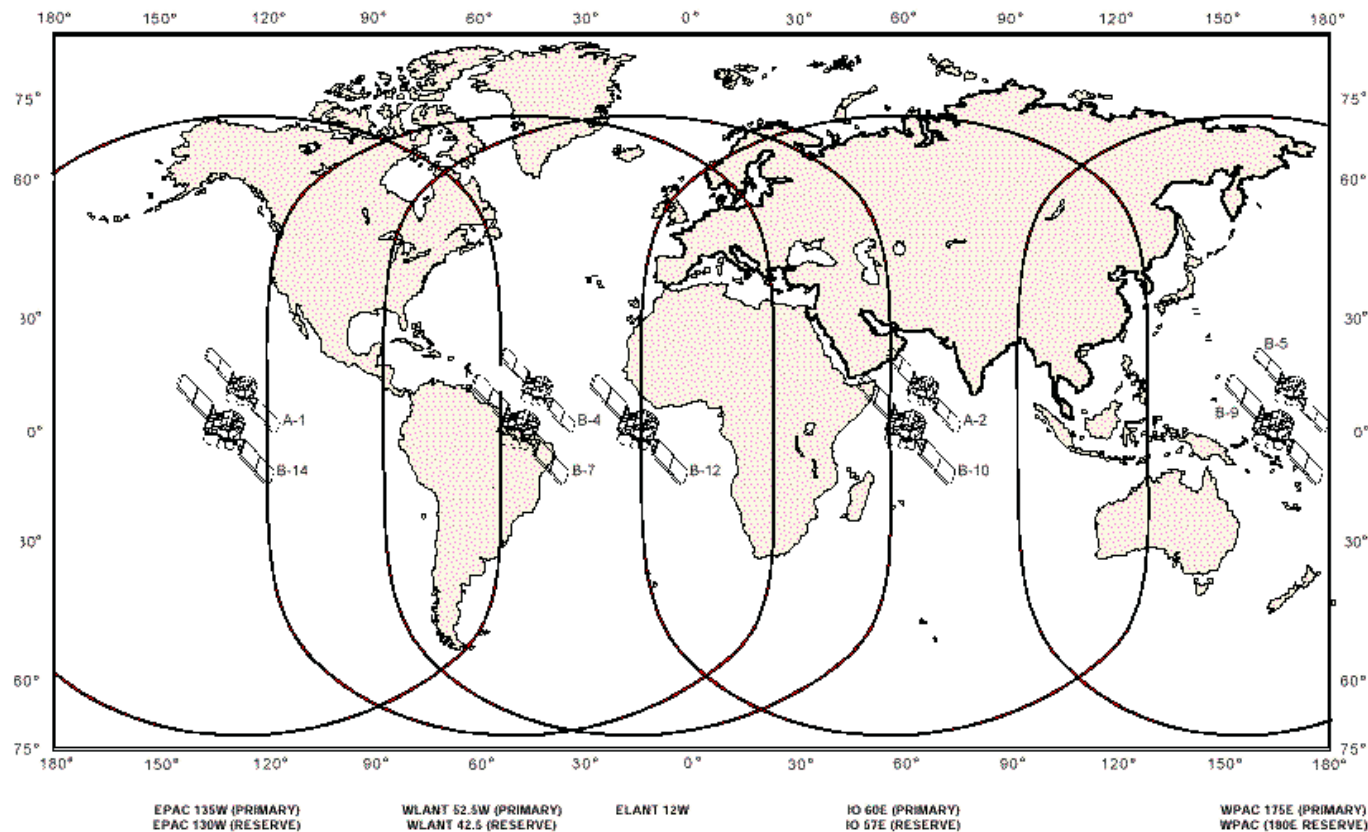 180° 150° 120° 90° 60° 30° 0° 30° 60° 90° 120° 150° 180°
75° 75°
60° 60°
30° 30°
B-5
A-1 B-4 A-2 B-9
0° 0°
B-14 B-7 B-12 B-10
30° 30°
60° 60°
75° 75°
180° 150° 120° 90° 60° 30° 0° 30° 60° 90° 120° 150° 180°
EPAC 135W (PRIMARY) WLANT 52.5W (PRIMARY) ELANT 12W IO 60E (PRIMARY) WPAC 175E (PRIMARY)
EPAC 130W (RESERVE) WLANT 42.5 (RESERVE) IO 57E (RESERVE) WPAC (180E RESERVE)